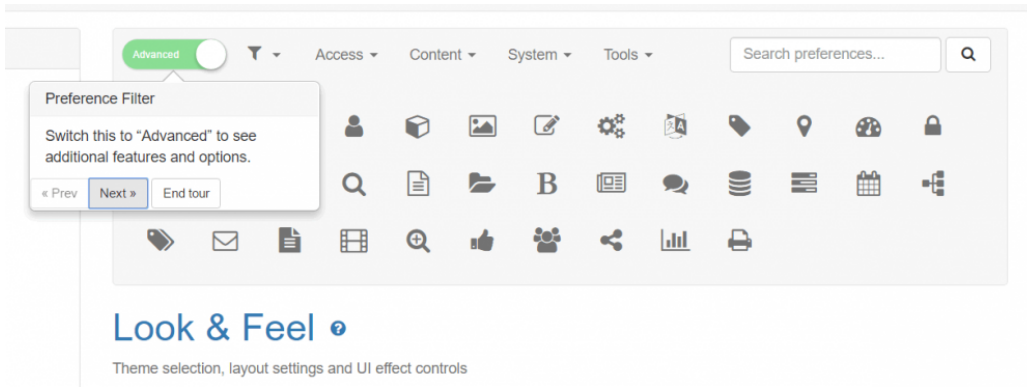 Advanced
Access
Content
System
Tools
Search preferences...
Preference Filter
Switch this to “Advanced” to see
additional features and options.
« Prev
Next »
End tour
Look & Feel
Theme selection, layout settings and UI effect controls